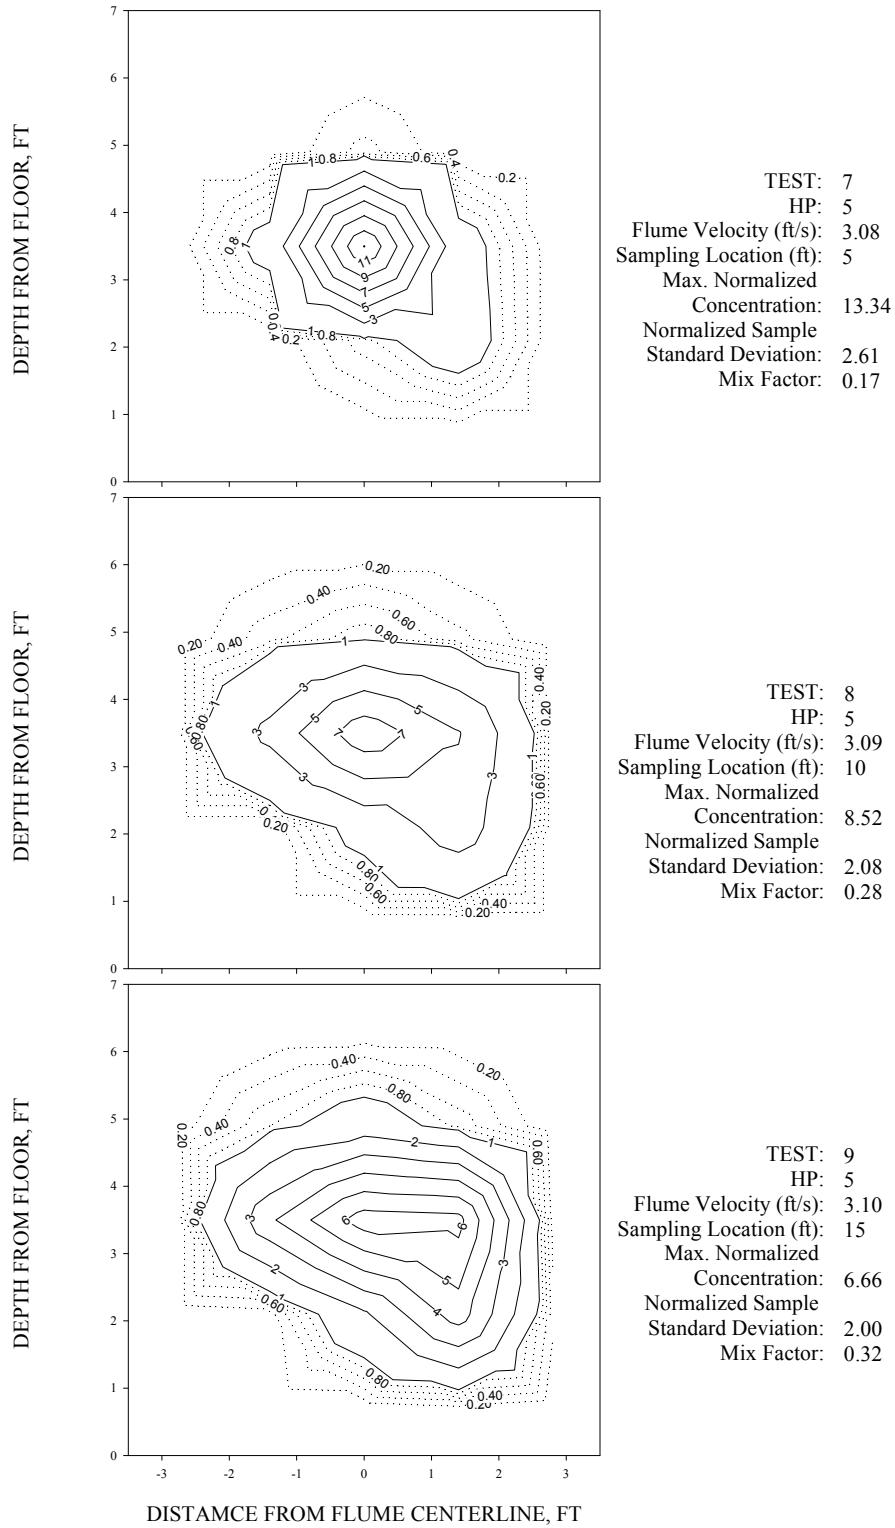 DEPTH FROM FLOOR, FT
7
6
5
4
3
2
1
0
1 0.8 0.6 0.4
0.2
0.8 1
11
9
7
5
3
0.4
0.2 1 0.8
TEST: 7
HP: 5
Flume Velocity (ft/s): 3.08
Sampling Location (ft): 5
Max. Normalized
Concentration: 13.34
Normalized Sample
Standard Deviation: 2.61
Mix Factor: 0.17
DEPTH FROM FLOOR, FT
7
6
5
4
3
2
1
0
0.20
0.40
0.60
0.80
0.20 0.40 1
0.40
0.20
1 3 5
5
0.80
0.60
3 7 7
3 3 1
0.60
0.20
1
0.80
0.60
0.40
0.20
TEST: 8
HP: 5
Flume Velocity (ft/s): 3.09
Sampling Location (ft): 10
Max. Normalized
Concentration: 8.52
Normalized Sample
Standard Deviation: 2.08
Mix Factor: 0.28
DEPTH FROM FLOOR, FT
7
6
5
4
3
2
1
0
0.40
0.20
0.80
0.40
0.20
2 1
0.60
0.80 3 6 6
3
2 5
1
0.60 4
0.80
0.40
0.20
TEST: 9
HP: 5
Flume Velocity (ft/s): 3.10
Sampling Location (ft): 15
Max. Normalized
Concentration: 6.66
Normalized Sample
Standard Deviation: 2.00
Mix Factor: 0.32
-3 -2 -1 0 1 2 3
DISTAMCE FROM FLUME CENTERLINE, FT